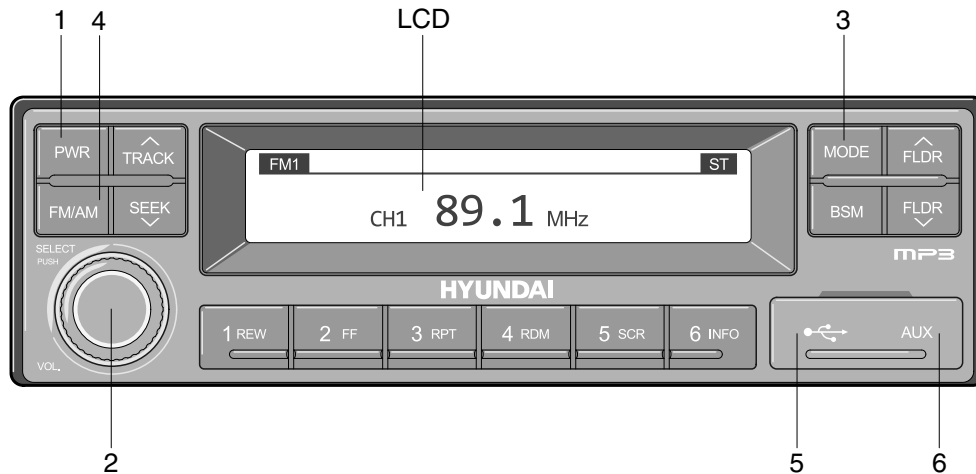 1 4 LCD 3
PWR TRACK
FM/AM SEEK
SELECT
PUSH
VOL.
FM1 ST
CH1 89.1 MHz
HYUNDAI
1 REW 2 FF 3 RPT 4 RDM 5 SCR 6 INFO
MODE FLDR
BSM FLDR
MP3
AUX
2 5 6